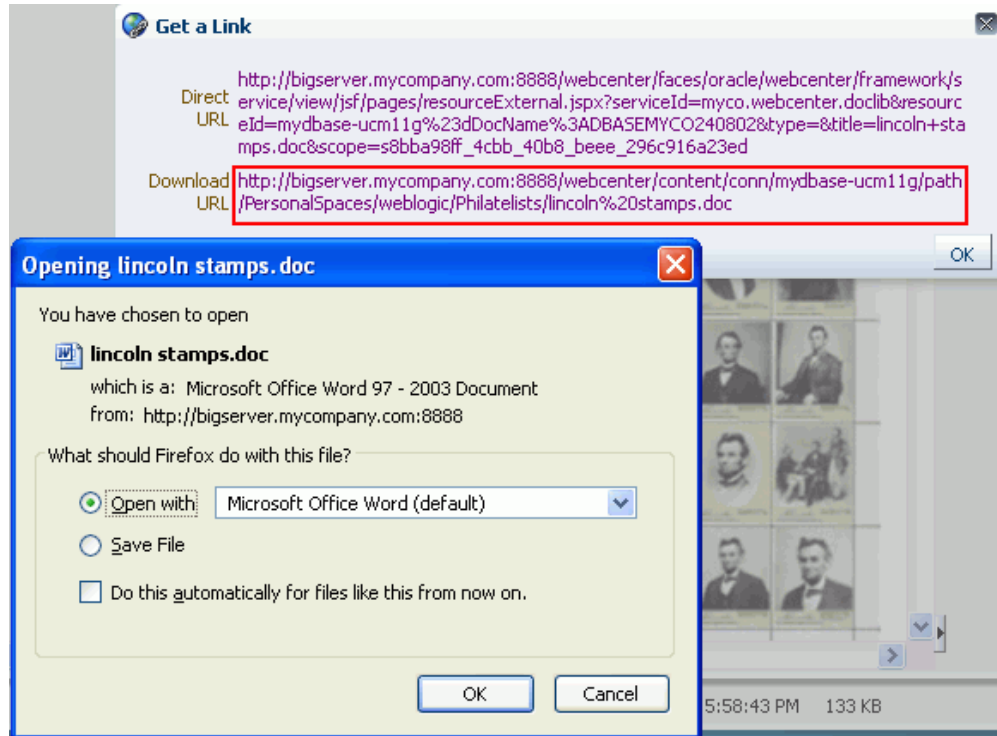 Get a Link
Direct URL
http://bigserver.mycompany.com:8888/webcenter/faces/oracle/webcenter/framework/s
ervice/view/jsf/pages/resourceExternal.jspx?serviceId=myco.webcenter.doclib&resourc
eId=mydbase-ucm11g%23dDocName%3ADBASEMYCO240802&type=&title=lincoln+sta
mps.doc&scope=s8bba98ff_4cbb_40b8_beee_296c916a23ed
Download URL
http://bigserver.mycompany.com:8888/webcenter/content/conn/mydbase-ucm11g/path
/PersonalSpaces/weblogic/Philatelists/lincoln%20stamps.doc
OK
Opening lincoln stamps.doc
You have chosen to open
lincoln stamps.doc
which is a: Microsoft Office Word 97 - 2003 Document
from: http://bigserver.mycompany.com:8888
What should Firefox do with this file?
Open with Microsoft Office Word (default)
Save File
Do this automatically for files like this from now on.
OK Cancel
5:58:43 PM 133 KB